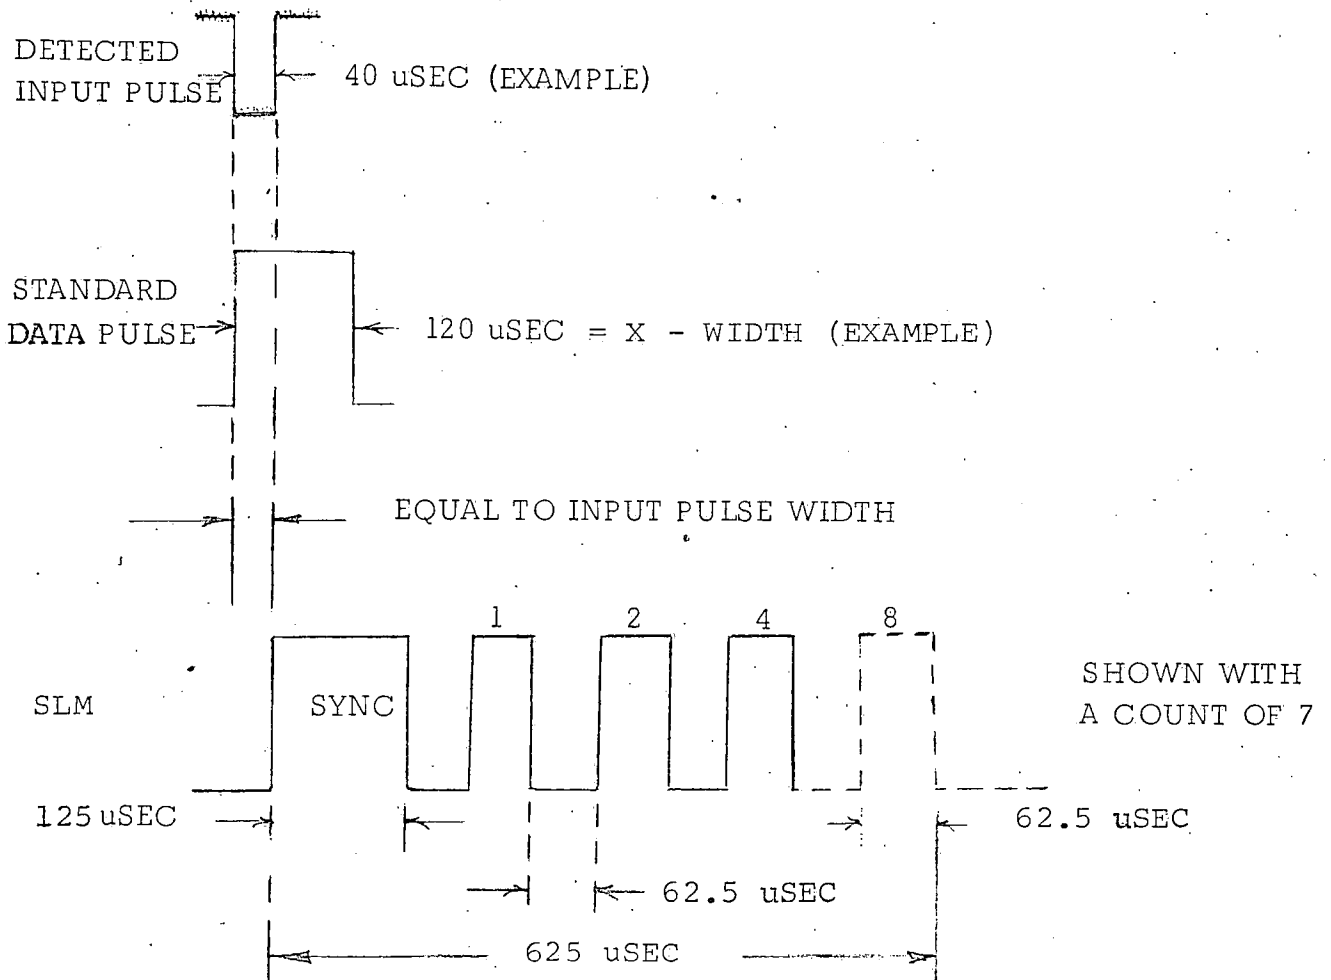 DETECTED
INPUT PULSE
40 uSEC (EXAMPLE)
STANDARD
DATA PULSE
120 uSEC = X - WIDTH (EXAMPLE)
EQUAL TO INPUT PULSE WIDTH
1 2 4 8
SLM
SYNC
SHOWN WITH
A COUNT OF 7
125 uSEC
62.5 uSEC
62.5 uSEC
625 uSEC